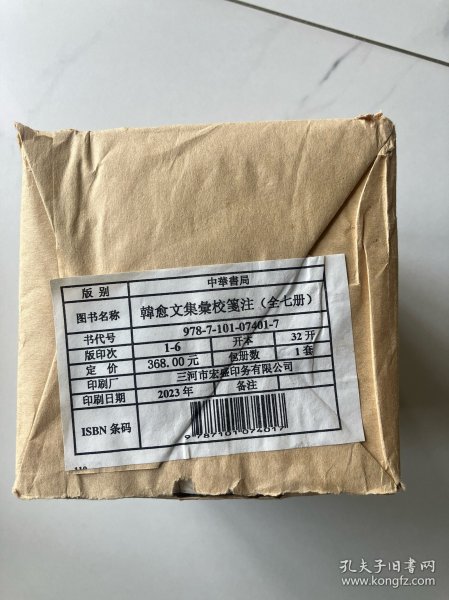 版 别 中華書局
图书名称 韓愈文集彙校箋注（全七册）
书代号 978-7-101-07401-7
版印次 1-6 开本 32开
定 价 368.00元 包册数 1套
印刷厂 三河市宏盛印务有限公司
印刷日期 2023年 备注
ISBN 条码
9 787101 074017
110
孔夫子旧书网
www.kongfz.com